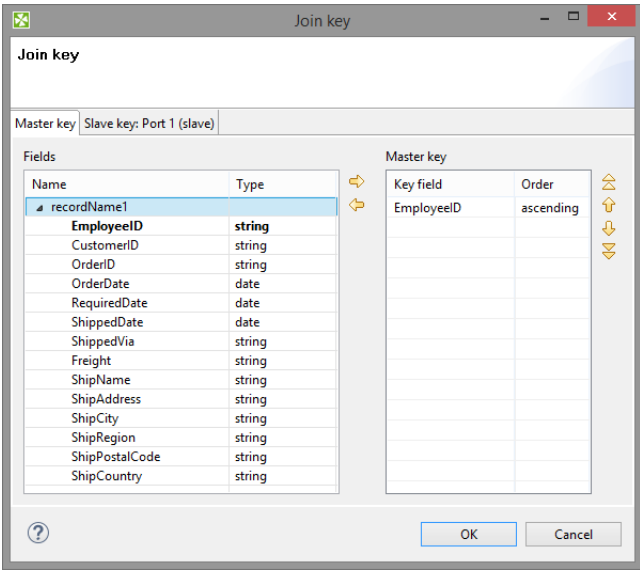 Join key
Join key
Master key Slave key: Port 1 (slave)
Fields Master key
Name Type Key field Order
recordName1 EmployeeID ascending
EmployeeID string
CustomerID string
OrderID string
OrderDate date
RequiredDate date
ShippedDate date
ShippedVia string
Freight string
ShipName string
ShipAddress string
ShipCity string
ShipRegion string
ShipPostalCode string
ShipCountry string
? OK Cancel